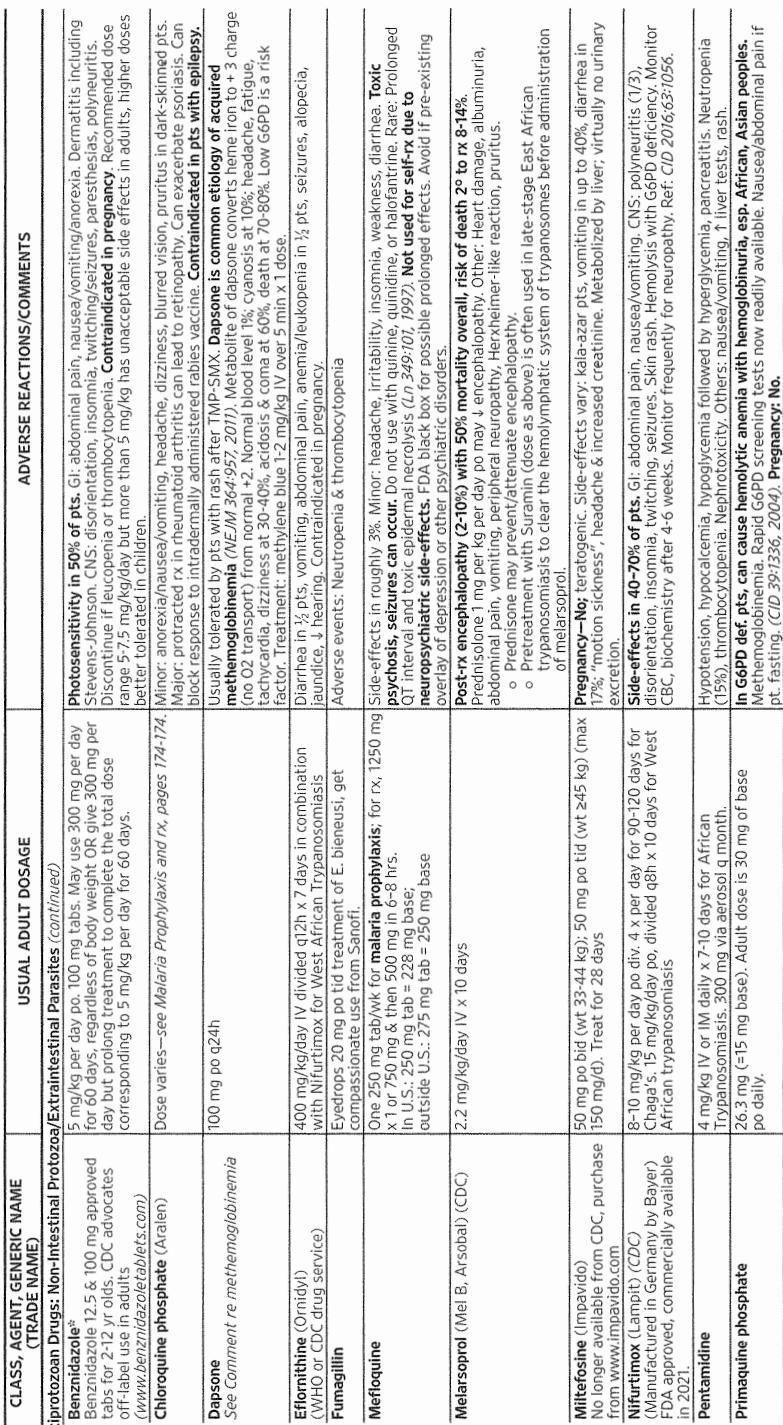 CLASS, AGENT, GENERIC NAME
(TRADE NAME)
USUAL ADULT DOSAGE
ADVERSE REACTIONS/COMMENTS
iprotozoan Drugs: Non-Intestinal Protozoa/Extraintestinal Parasites (continued)
Benznidazole*
Benznidazole 12.5 & 100 mg approved
tabs for 2-12 yr olds. CDC advocates
off-label use in adults
(www.benznidazoletablets.com)
5 mg/kg per day po. 100 mg tabs. May use 300 mg per day
for 60 days, regardless of body weight OR give 300 mg per
day but prolong treatment to complete the total dose
corresponding to 5 mg/kg per day for 60 days.
Photosensitivity in 50% of pts. GI: abdominal pain, nausea/vomiting/anorexia. Dermatitis including
Stevens-Johnson. CNS: disorientation, insomnia, twitching/seizures, paresthesias, polyneuritis.
Discontinue if leucopenia or thrombocytopenia. Contraindicated in pregnancy. Recommended dose
range 5-7.5 mg/kg/day but more than 5 mg/kg has unacceptable side effects in adults, higher doses
better tolerated in children.
Chloroquine phosphate (Aralen)
Dose varies—see Malaria Prophylaxis and rx, pages 174-174.
Minor: anorexia/nausea/vomiting, headache, dizziness, blurred vision, pruritus in dark-skinned pts.
Major: protracted rx in rheumatoid arthritis can lead to retinopathy. Can exacerbate psoriasis. Can
block response to intradermally administered rabies vaccine. Contraindicated in pts with epilepsy.
Dapsone
See Comment re methemoglobinemia
100 mg po q24h
Usually tolerated by pts with rash after TMP-SMX. Dapsone is common etiology of acquired
methemoglobinemia (NEJM 364:957, 2011). Metabolite of dapsone converts heme iron to + 3 charge
(no O2 transport) from normal +2. Normal blood level 1%; cyanosis at 10%; headache, fatigue,
tachycardia, dizziness at 30-40%, acidosis & coma at 60%, death at 70-80%. Low G6PD is a risk
factor. Treatment: methylene blue 1-2 mg/kg IV over 5 min x 1 dose.
Eflornithine (Ornidyl)
(WHO or CDC drug service)
400 mg/kg/day IV divided q12h x 7 days in combination
with Nifurtimox for West African Trypanosomiasis
Diarrhea in ½ pts, vomiting, abdominal pain, anemia/leukopenia in ½ pts, seizures, alopecia,
jaundice, ↓ hearing. Contraindicated in pregnancy.
Fumagillin
Eyedrops 20 mg po tid treatment of E. bieneusi, get
compassionate use from Sanofi.
Adverse events: Neutropenia & thrombocytopenia
Mefloquine
One 250 mg tab/wk for malaria prophylaxis; for rx, 1250 mg
x 1 or 750 mg & then 500 mg in 6–8 hrs.
In U.S.: 250 mg tab = 228 mg base;
outside U.S.: 275 mg tab = 250 mg base
Side-effects in roughly 3%. Minor: headache, irritability, insomnia, weakness, diarrhea. Toxic
psychosis, seizures can occur. Do not use with quinine, quinidine, or halofantrine. Rare: Prolonged
QT interval and toxic epidermal necrolysis (Ln 349:101, 1997). Not used for self-rx due to
neuropsychiatric side-effects. FDA black box for possible prolonged effects. Avoid if pre-existing
overlay of depression or other psychiatric disorders.
Melarsoprol (Mel B, Arsobal) (CDC)
2.2 mg/kg/day IV x 10 days
Post-rx encephalopathy (2-10%) with 50% mortality overall, risk of death 2° to rx 8-14%.
Prednisolone 1 mg per kg per day po may ↓ encephalopathy. Other: Heart damage, albuminuria,
abdominal pain, vomiting, peripheral neuropathy, Herxheimer-like reaction, pruritus.
o Prednisone may prevent/attenuate encephalopathy.
o Pretreatment with Suramin (dose as above) is often used in late-stage East African
trypanosomiasis to clear the hemolymphatic system of trypanosomes before administration
of melarsoprol.
Miltefosine (Impavido)
No longer available from CDC, purchase
from www.impavido.com
50 mg po bid (wt 33-44 kg); 50 mg po tid (wt ≥45 kg) (max
150 mg/d). Treat for 28 days
Pregnancy—No; teratogenic. Side-effects vary: kala-azar pts, vomiting in up to 40%, diarrhea in
17%; "motion sickness", headache & increased creatinine. Metabolized by liver; virtually no urinary
excretion.
Nifurtimox (Lampit) (CDC)
(Manufactured in Germany by Bayer)
FDA approved, commercially available
in 2021.
8–10 mg/kg per day po div. 4 x per day for 90-120 days for
Chaga's. 15 mg/kg/day po, divided q8h x 10 days for West
African trypanosomiasis
Side-effects in 40–70% of pts. GI: abdominal pain, nausea/vomiting. CNS: polyneuritis (1/3),
disorientation, insomnia, twitching, seizures. Skin rash. Hemolysis with G6PD deficiency. Monitor
CBC, biochemistry after 4-6 weeks. Monitor frequently for neuropathy. Ref: CID 2016;63:1056.
Pentamidine
4 mg/kg IV or IM daily x 7-10 days for African
Trypanosomiasis. 300 mg via aerosol q month.
Hypotension, hypocalcemia, hypoglycemia followed by hyperglycemia, pancreatitis. Neutropenia
(15%), thrombocytopenia. Nephrotoxicity. Others: nausea/vomiting, ↑ liver tests, rash.
Primaquine phosphate
26.3 mg (=15 mg base). Adult dose is 30 mg of base
po daily.
In G6PD def. pts, can cause hemolytic anemia with hemoglobinuria, esp. African, Asian peoples.
Methemoglobinemia. Rapid G6PD screening tests now readily available. Nausea/abdominal pain if
pt. fasting. (CID 39:1336, 2004). Pregnancy: No.